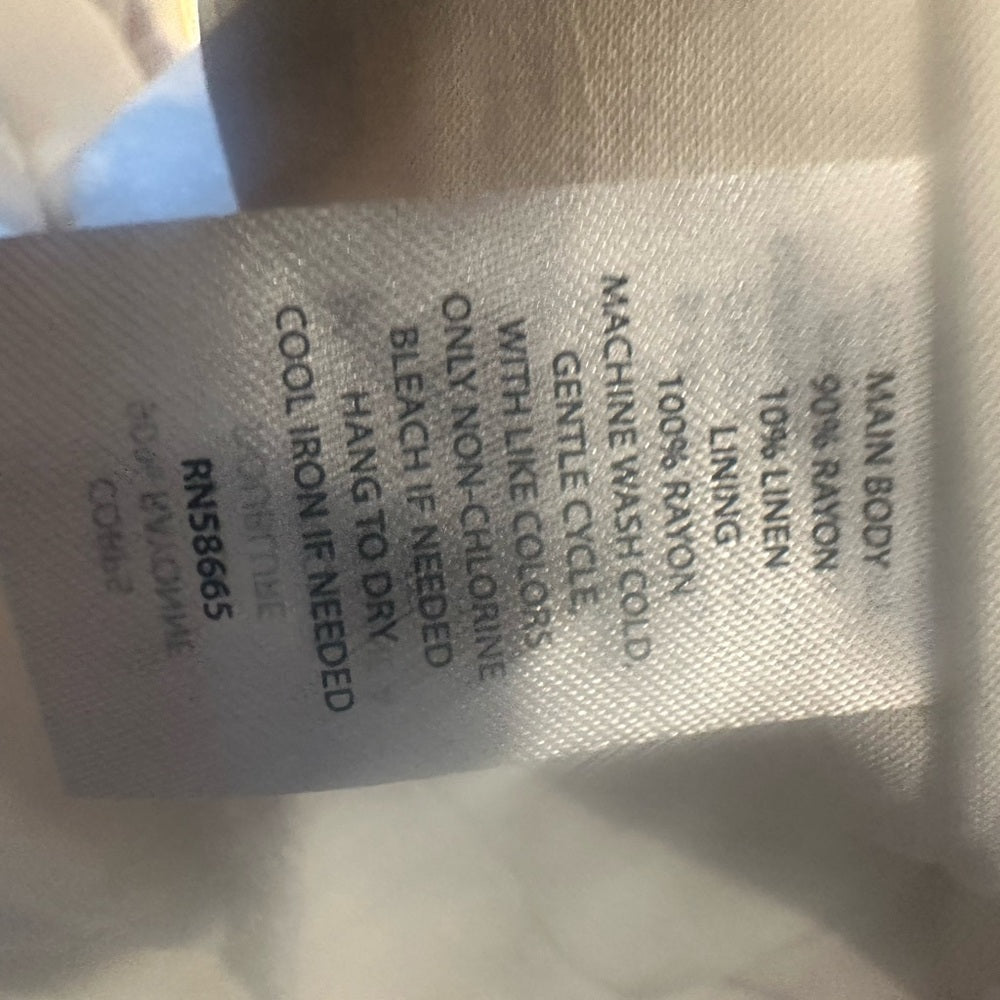 MAIN BODY
90% RAYON
10% LINEN
LINING
100% RAYON
MACHINE WASH COLD,
GENTLE CYCLE,
WITH LIKE COLORS
ONLY NON-CHLORINE
BLEACH IF NEEDED
HANG TO DRY
COOL IRON IF NEEDED
RN58665